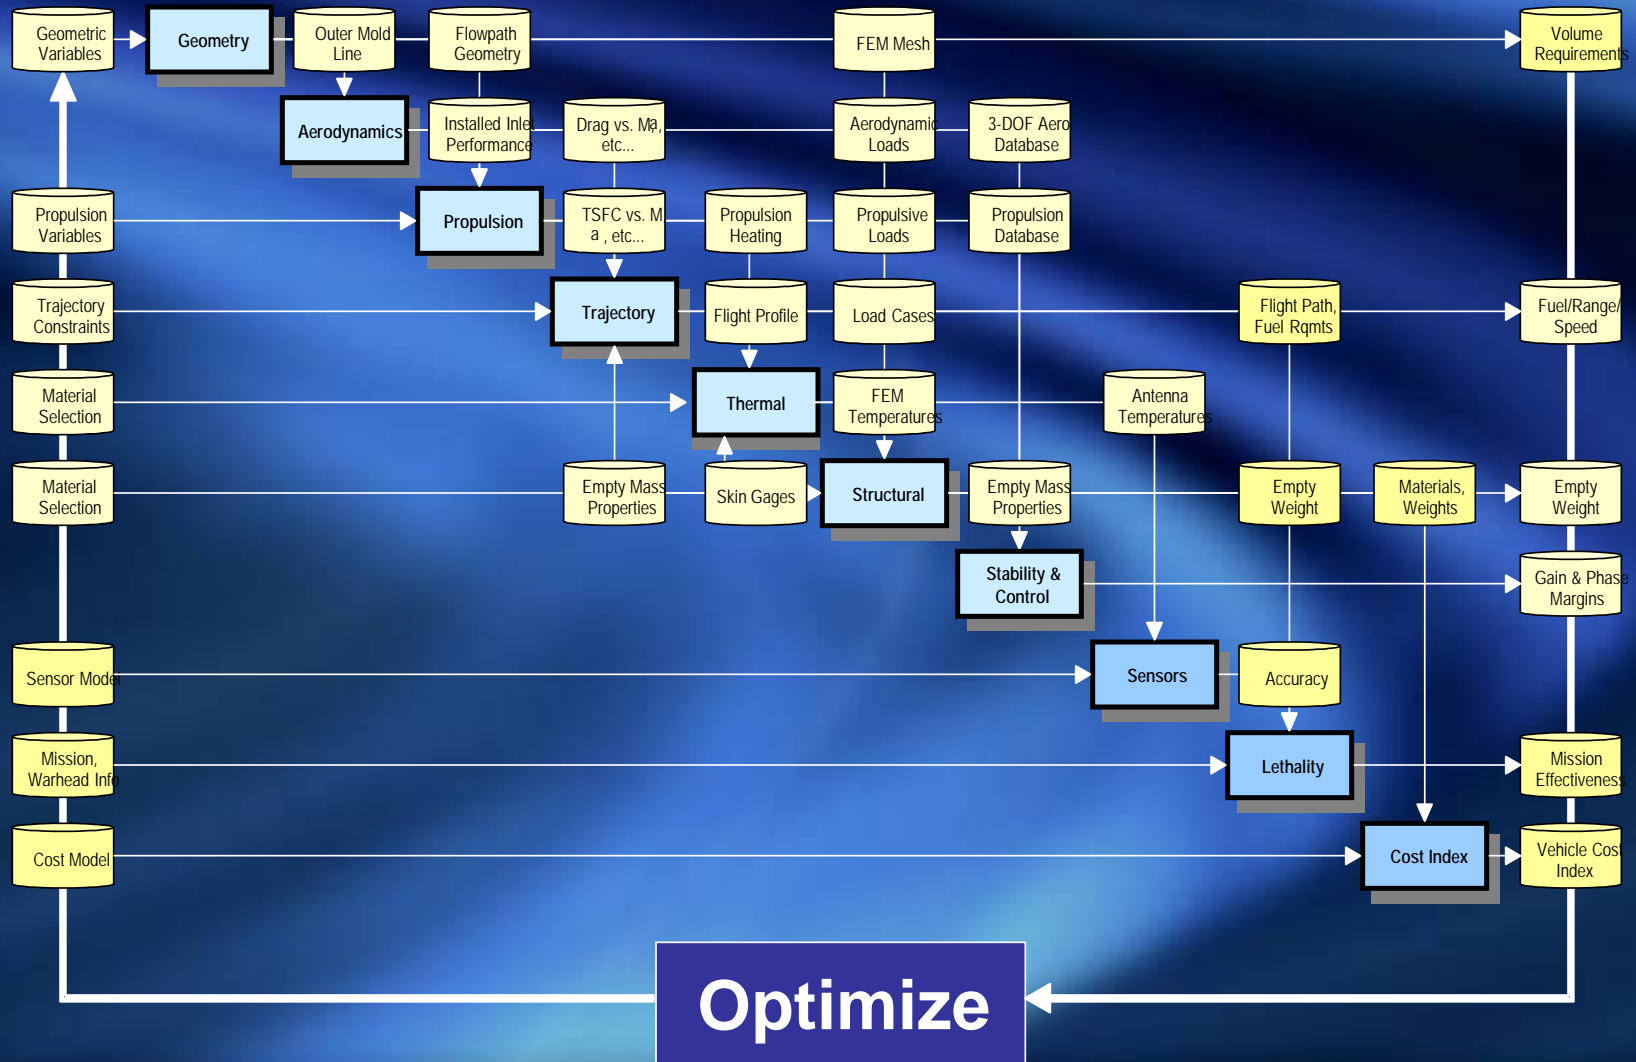 Geometric
Variables
Geometry
Outer Mold
Line
Flowpath
Geometry
FEM Mesh
Volume
Requirements
Aerodynamics
Installed Inlet
Performance
Drag vs. M,a,
etc...
Aerodynamic
Loads
3-DOF Aero
Database
Propulsion
Variables
Propulsion
TSFC vs. M
a , etc...
Propulsion
Heating
Propulsive
Loads
Propulsion
Database
Trajectory
Constraints
Trajectory
Flight Profile
Load Cases
Flight Path,
Fuel Rqmts
Fuel/Range/
Speed
Material
Selection
Thermal
FEM
Temperatures
Antenna
Temperatures
Material
Selection
Empty Mass
Properties
Skin Gages
Structural
Empty Mass
Properties
Empty
Weight
Materials,
Weights
Empty
Weight
Stability &
Control
Gain & Phase
Margins
Sensor Model
Sensors
Accuracy
Mission,
Warhead Info
Lethality
Mission
Effectiveness
Cost Model
Cost Index
Vehicle Cost
Index
Optimize